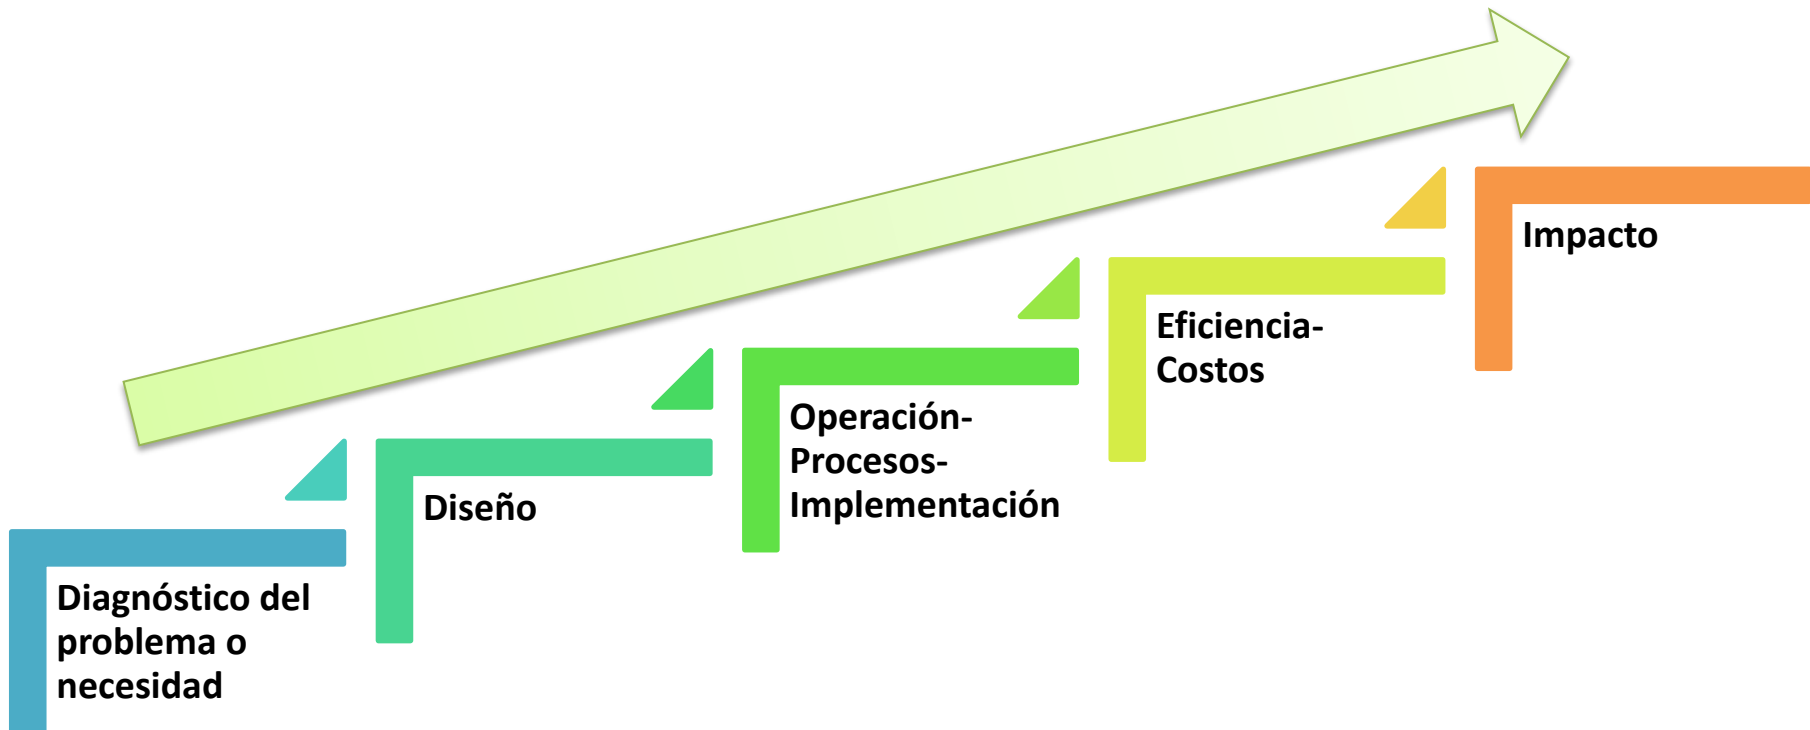 Diagnóstico del
problema o
necesidad
Diseño
Operación-
Procesos-
Implementación
Eficiencia-
Costos
Impacto